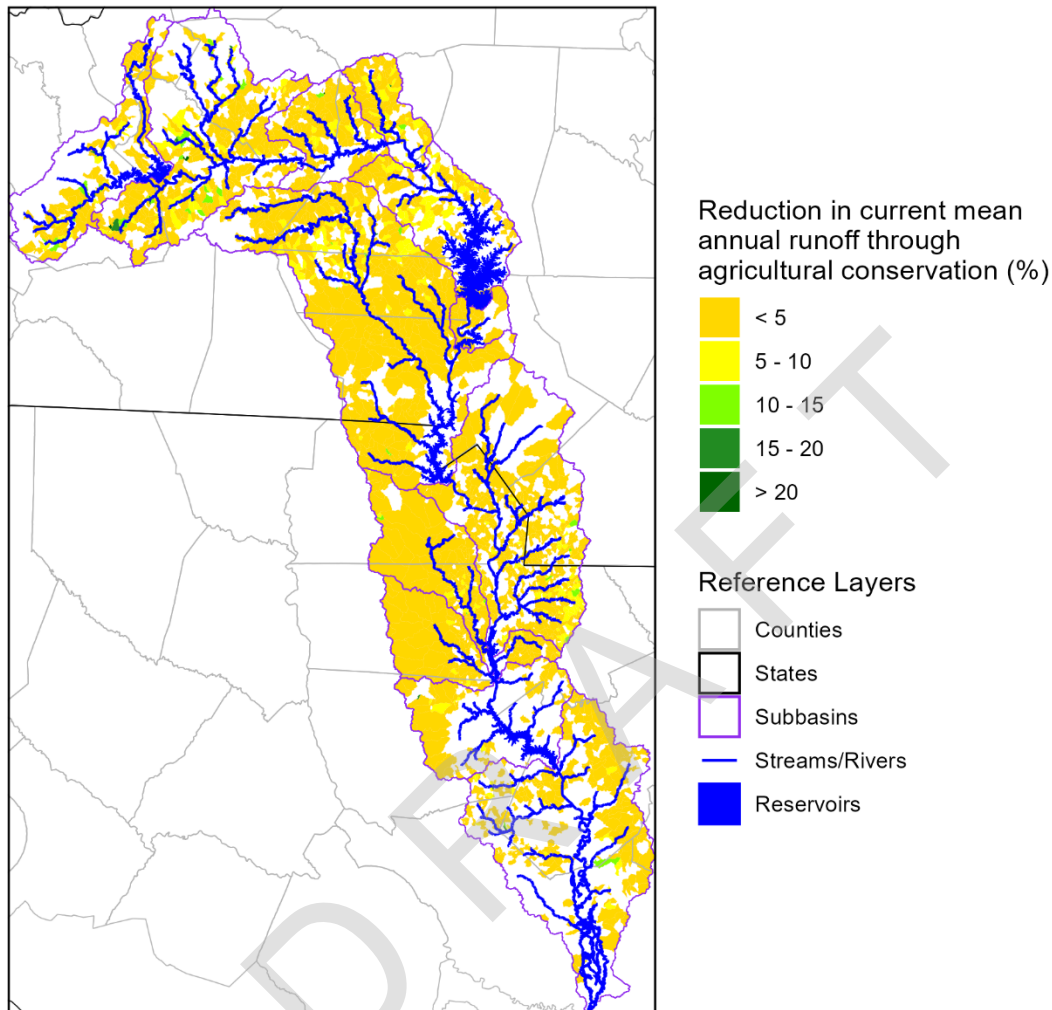 Reduction in current mean
annual runoff through
agricultural conservation (%)
< 5
5 - 10
10 - 15
15 - 20
> 20
Reference Layers
Counties
States
Subbasins
Streams/Rivers
Reservoirs
DRAFT